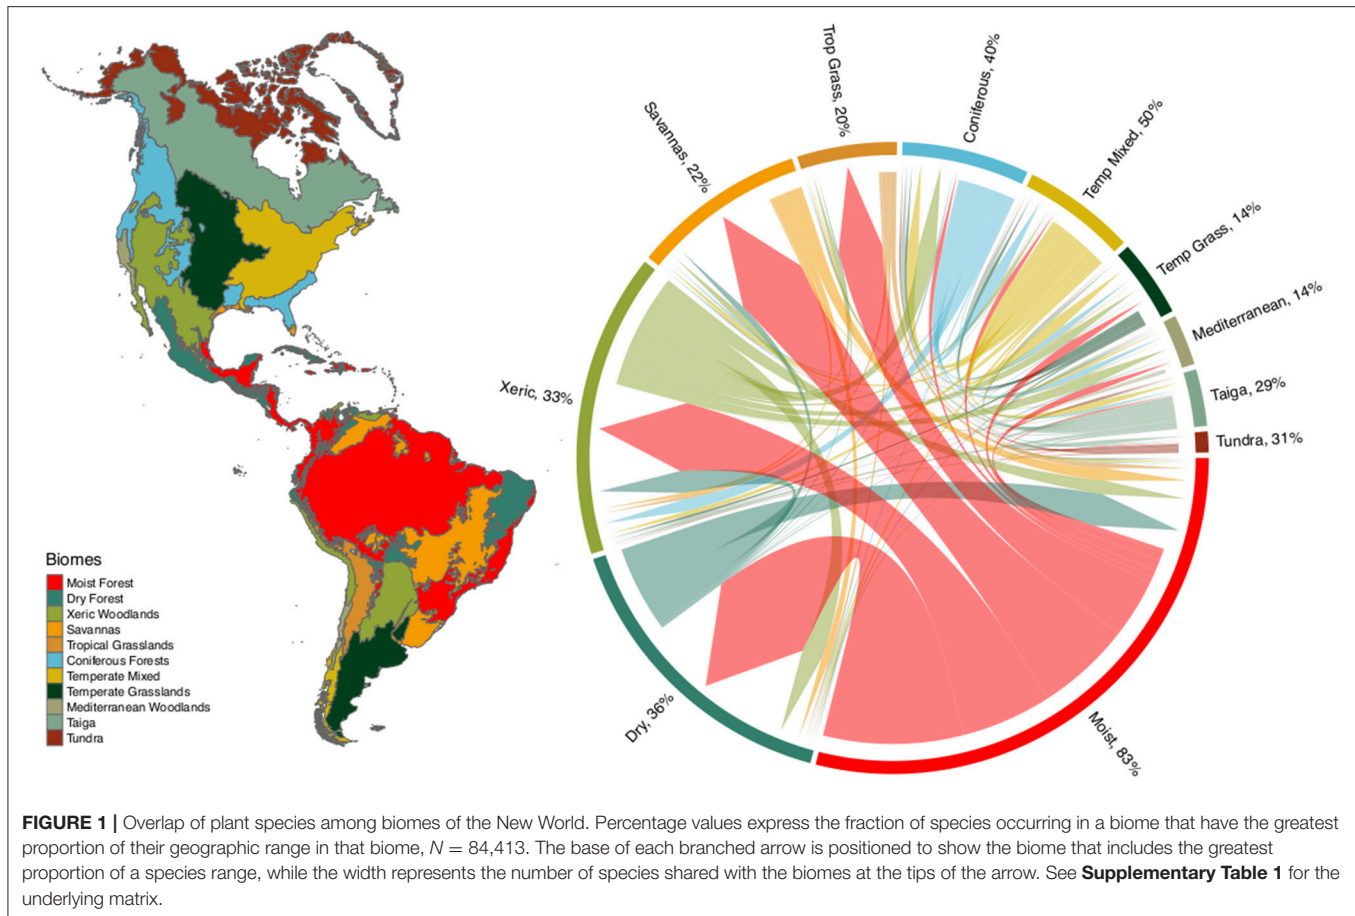 Trop Grass, 20%
Coniferous, 40%
Savannas, 22%
Temp Mixed, 50%
Temp Grass, 14%
Mediterranean, 14%
Xeric, 33%
Taiga, 29%
Tundra, 31%
Dry, 36%
Moist, 83%
Biomes
Moist Forest
Dry Forest
Xeric Woodlands
Savannas
Tropical Grasslands
Coniferous Forests
Temperate Mixed
Temperate Grasslands
Mediterranean Woodlands
Taiga
Tundra
FIGURE 1 | Overlap of plant species among biomes of the New World. Percentage values express the fraction of species occurring in a biome that have the greatest
proportion of their geographic range in that biome, N = 84,413. The base of each branched arrow is positioned to show the biome that includes the greatest
proportion of a species range, while the width represents the number of species shared with the biomes at the tips of the arrow. See Supplementary Table 1 for the
underlying matrix.